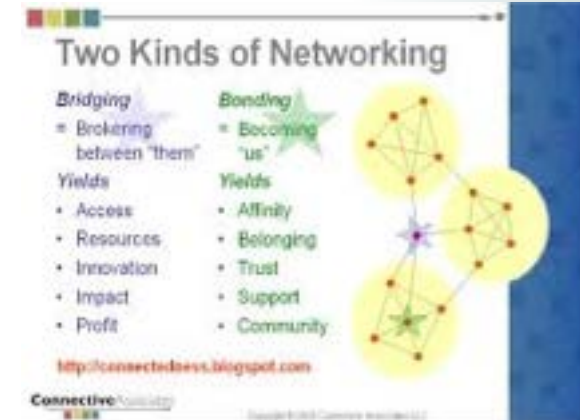 Two Kinds of Networking
Bridging
= Brokering
between "them"
Yields
• Access
• Resources
• Innovation
• Impact
• Profit
Bonding
= Becoming
"us"
Yields
• Affinity
• Belonging
• Trust
• Support
• Community
http://connectedness.blogspot.com
Connective Associates